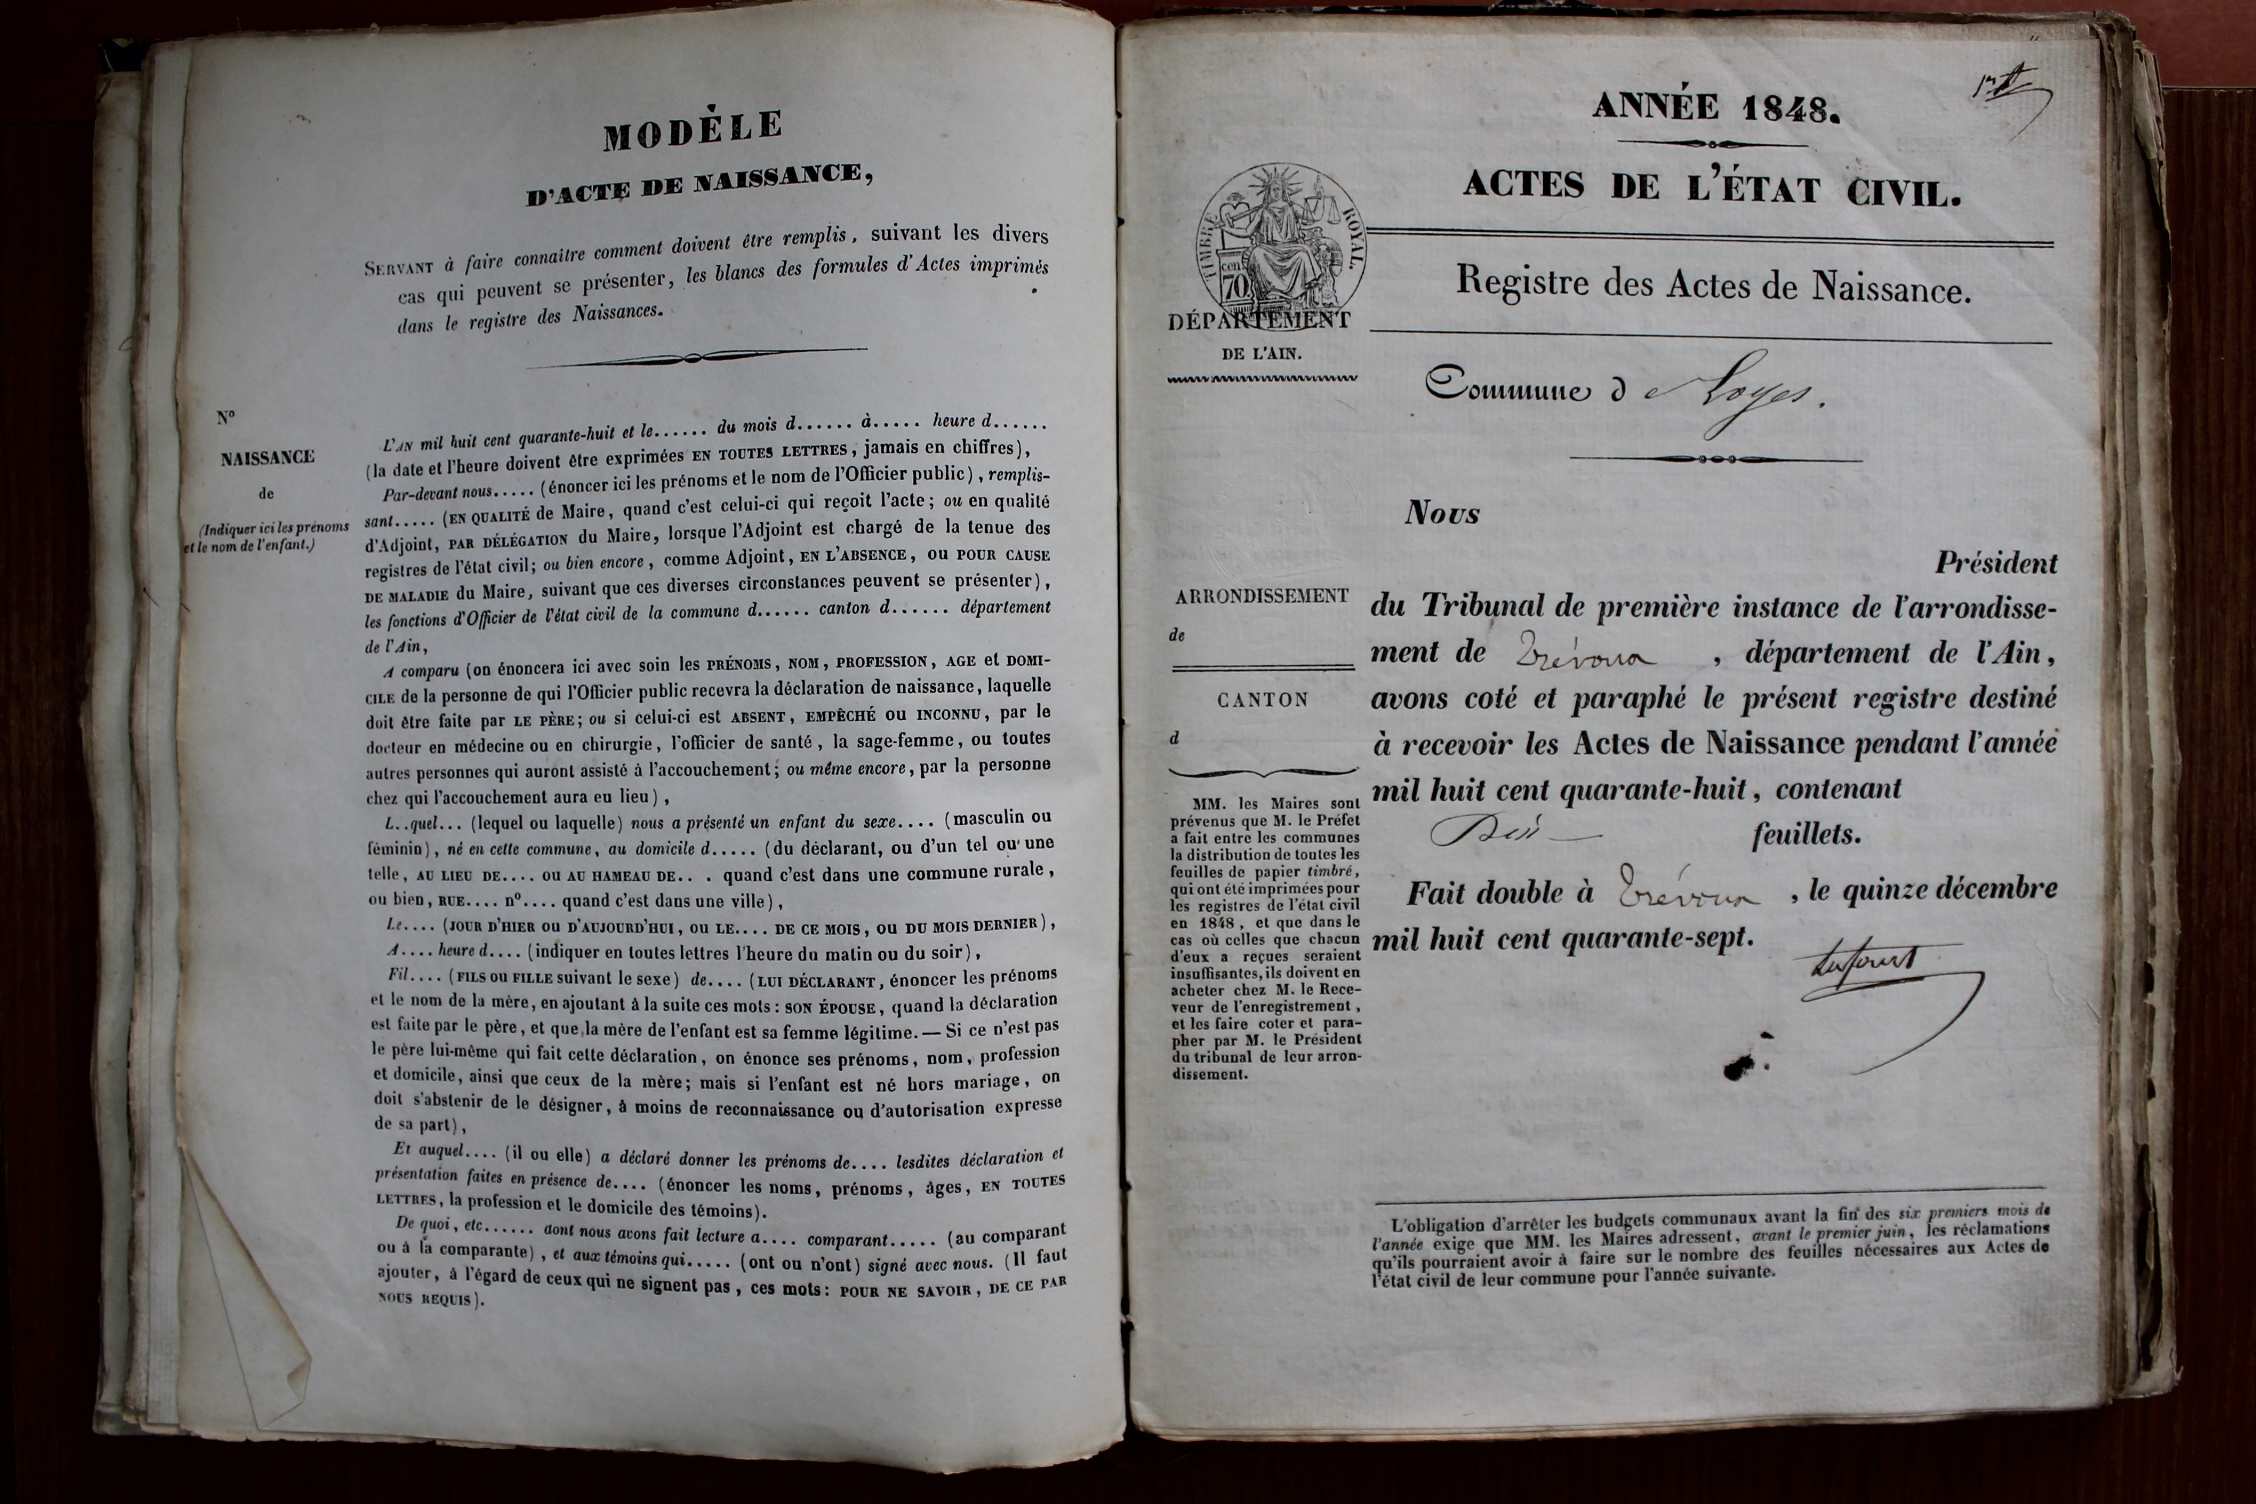 MODÈLE
D'ACTE DE NAISSANCE,
SERVANT à faire connaître comment doivent être remplis, suivant les divers
cas qui peuvent se présenter, les blancs des formules d'Actes imprimés
dans le registre des Naissances.
N°
NAISSANCE
de
(Indiquer ici les prénoms
et le nom de l'enfant.)
L'AN mil huit cent quarante-huit et le...... du mois d...... à..... heure d......
(la date et l'heure doivent être exprimées EN TOUTES LETTRES, jamais en chiffres),
Par-devant nous..... (énoncer ici les prénoms et le nom de l'Officier public), remplis-
sant..... (EN QUALITÉ de Maire, quand c'est celui-ci qui reçoit l'acte; ou en qualité
d'Adjoint, PAR DÉLÉGATION du Maire, lorsque l'Adjoint est chargé de la tenue des
registres de l'état civil; ou bien encore, comme Adjoint, EN L'ABSENCE, OU POUR CAUSE
DE MALADIE du Maire, suivant que ces diverses circonstances peuvent se présenter),
les fonctions d'Officier de l'état civil de la commune d...... canton d...... département
de l'Ain,
A comparu (on énoncera ici avec soin les PRÉNOMS, NOM, PROFESSION, AGE et DOMI-
CILE de la personne de qui l'Officier public recevra la déclaration de naissance, laquelle
doit être faite par LE PÈRE; ou si celui-ci est ABSENT, EMPÊCHÉ OU INCONNU, par le
docteur en médecine ou en chirurgie, l'officier de santé, la sage-femme, ou toutes
autres personnes qui auront assisté à l'accouchement; ou même encore, par la personne
chez qui l'accouchement aura eu lieu),
L..quel... (lequel ou laquelle) nous a présenté un enfant du sexe.... (masculin ou
féminin), né en cette commune, au domicile d..... (du déclarant, ou d'un tel ou une
telle, AU LIEU DE.... OU AU HAMEAU DE... quand c'est dans une commune rurale,
ou bien, RUE.... n°.... quand c'est dans une ville),
Le.... (JOUR D'HIER OU D'AUJOURD'HUI, OU LE.... DE CE MOIS, OU DU MOIS DERNIER),
A.... heure d.... (indiquer en toutes lettres l'heure du matin ou du soir),
Fil.... (FILS OU FILLE suivant le sexe) de.... (LUI DÉCLARANT, énoncer les prénoms
et le nom de la mère, en ajoutant à la suite ces mots: SON ÉPOUSE, quand la déclaration
est faite par le père, et que la mère de l'enfant est sa femme légitime. — Si ce n'est pas
le père lui-même qui fait cette déclaration, on énonce ses prénoms, nom, profession
et domicile, ainsi que ceux de la mère; mais si l'enfant est né hors mariage, on
doit s'abstenir de le désigner, à moins de reconnaissance ou d'autorisation expresse
de sa part),
Et auquel.... (il ou elle) a déclaré donner les prénoms de.... lesdites déclaration et
présentation faites en présence de.... (énoncer les noms, prénoms, âges, EN TOUTES
LETTRES, la profession et le domicile des témoins).
De quoi, etc...... dont nous avons fait lecture a.... comparant..... (au comparant
ou à la comparante), et aux témoins qui..... (ont ou n'ont) signé avec nous. (Il faut
ajouter, à l'égard de ceux qui ne signent pas, ces mots: POUR NE SAVOIR, DE CE PAR
NOUS REQUIS).
ANNÉE 1848.
ACTES DE L'ÉTAT CIVIL.
TIMBRE ROYAL.
cen
70
Registre des Actes de Naissance.
DÉPARTEMENT
DE L'AIN.
Commune de Loyes.
Nous
Président
du Tribunal de première instance de l'arrondisse-
ment de Trévoux, département de l'Ain,
avons coté et paraphé le présent registre destiné
à recevoir les Actes de Naissance pendant l'année
mil huit cent quarante-huit, contenant
feuillets.
Fait double à Trévoux, le quinze décembre
mil huit cent quarante-sept.
ARRONDISSEMENT
de
CANTON
d
MM. les Maires sont
prévenus que M. le Préfet
a fait entre les communes
la distribution de toutes les
feuilles de papier timbré,
qui ont été imprimées pour
les registres de l'état civil
en 1848, et que dans le
cas où celles que chacun
d'eux a reçues seraient
insuffisantes, ils doivent en
acheter chez M. le Rece-
veur de l'enregistrement,
et les faire coter et para-
pher par M. le Président
du tribunal de leur arron-
dissement.
L'obligation d'arrêter les budgets communaux avant la fin des six premiers mois de
l'année exige que MM. les Maires adressent, avant le premier juin, les réclamations
qu'ils pourraient avoir à faire sur le nombre des feuilles nécessaires aux Actes de
l'état civil de leur commune pour l'année suivante.